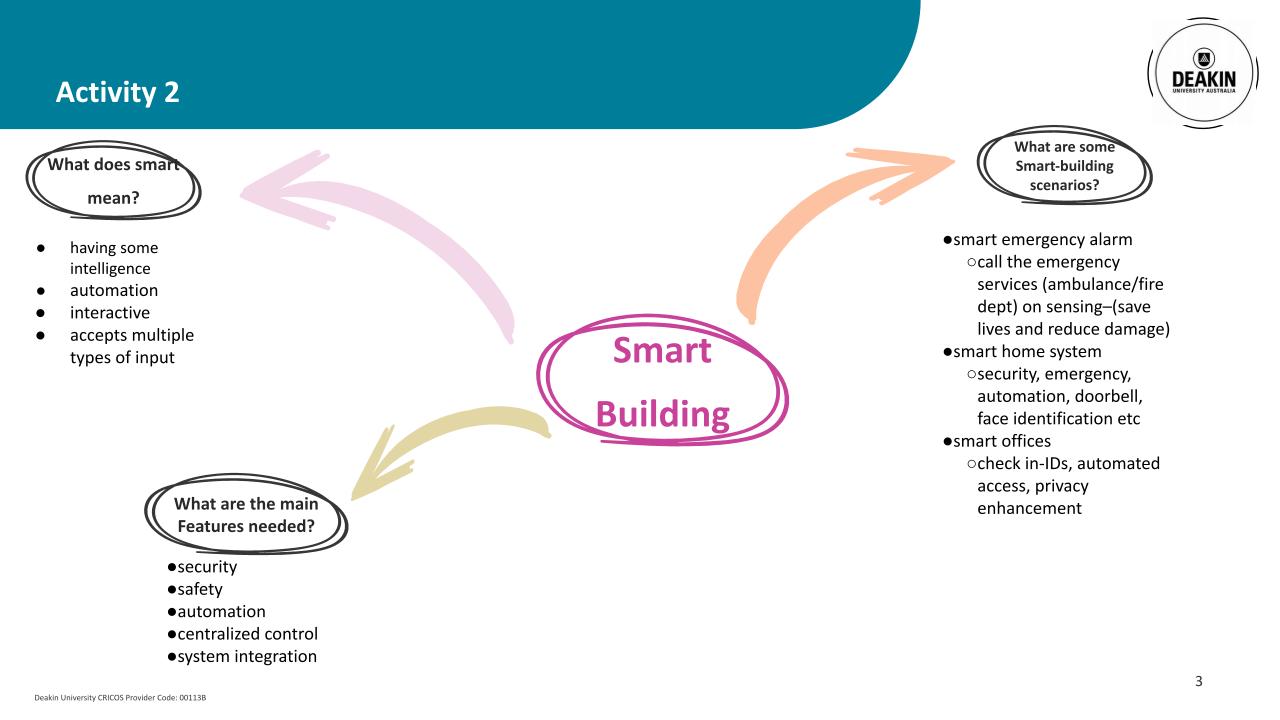 Activity 2
DEAKIN
UNIVERSITY AUSTRALIA
What does smart
mean?
● having some
intelligence
● automation
● interactive
● accepts multiple
types of input
What are some
Smart-building
scenarios?
●smart emergency alarm
○call the emergency
services (ambulance/fire
dept) on sensing–(save
lives and reduce damage)
●smart home system
○security, emergency,
automation, doorbell,
face identification etc
●smart offices
○check in-IDs, automated
access, privacy
enhancement
Smart
Building
What are the main
Features needed?
●security
●safety
●automation
●centralized control
●system integration
3
Deakin University CRICOS Provider Code: 00113B